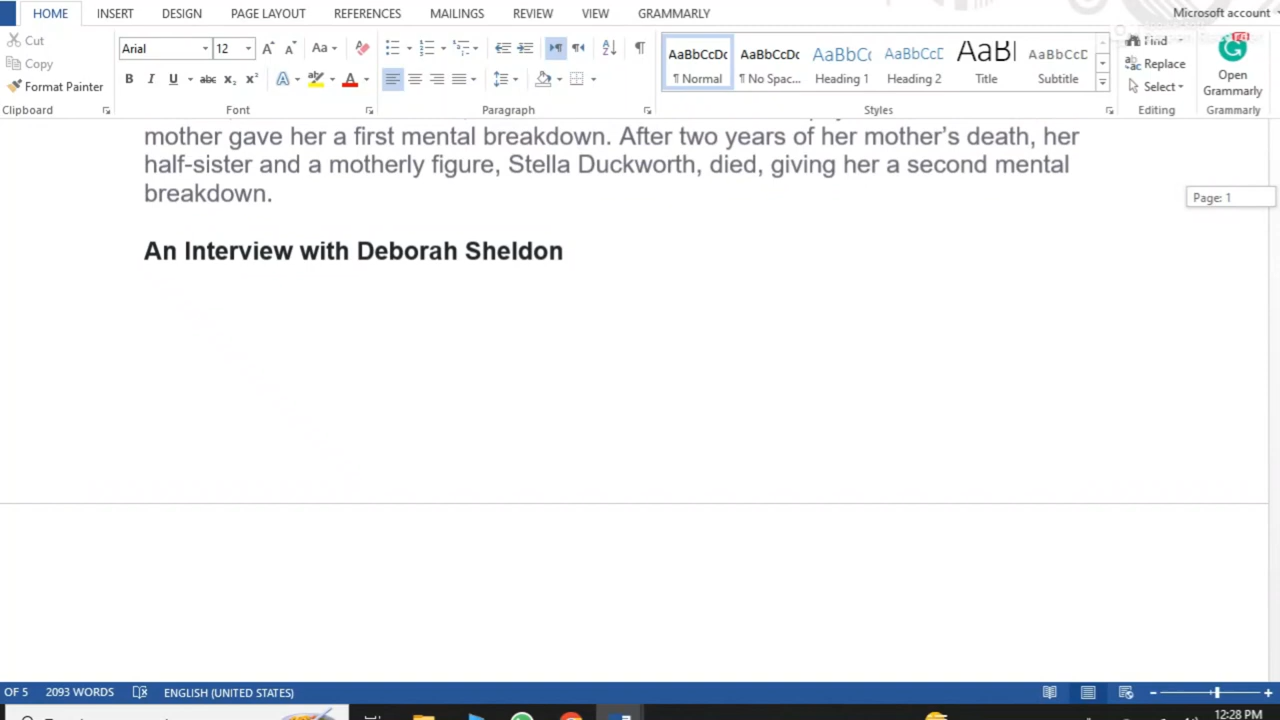 HOME INSERT DESIGN PAGE LAYOUT REFERENCES MAILINGS REVIEW VIEW GRAMMARLY Microsoft account
Cut
Copy
Format Painter
Clipboard
Arial 12 Aa
B I U abc X₂ X² A A
Font
Paragraph
AaBbCcDc AaBbCcDc AaBbCc AaBbCcD AaBl AaBbCcD
¶ Normal ¶ No Spac... Heading 1 Heading 2 Title Subtitle
Styles
Find
Replace
Select
Editing
Open
Grammarly
Grammarly
mother gave her a first mental breakdown. After two years of her mother's death, her
half-sister and a motherly figure, Stella Duckworth, died, giving her a second mental
breakdown.
Page: 1
An Interview with Deborah Sheldon
OF 5 2093 WORDS ENGLISH (UNITED STATES)
12:28 PM